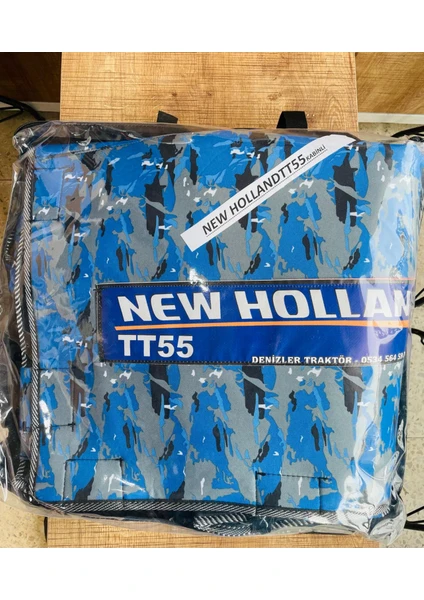 NEW HOLLANDTT55 KABİNLİ
NEW HOLLAN
TT55
DENİZLER TRAKTÖR - 0534 564